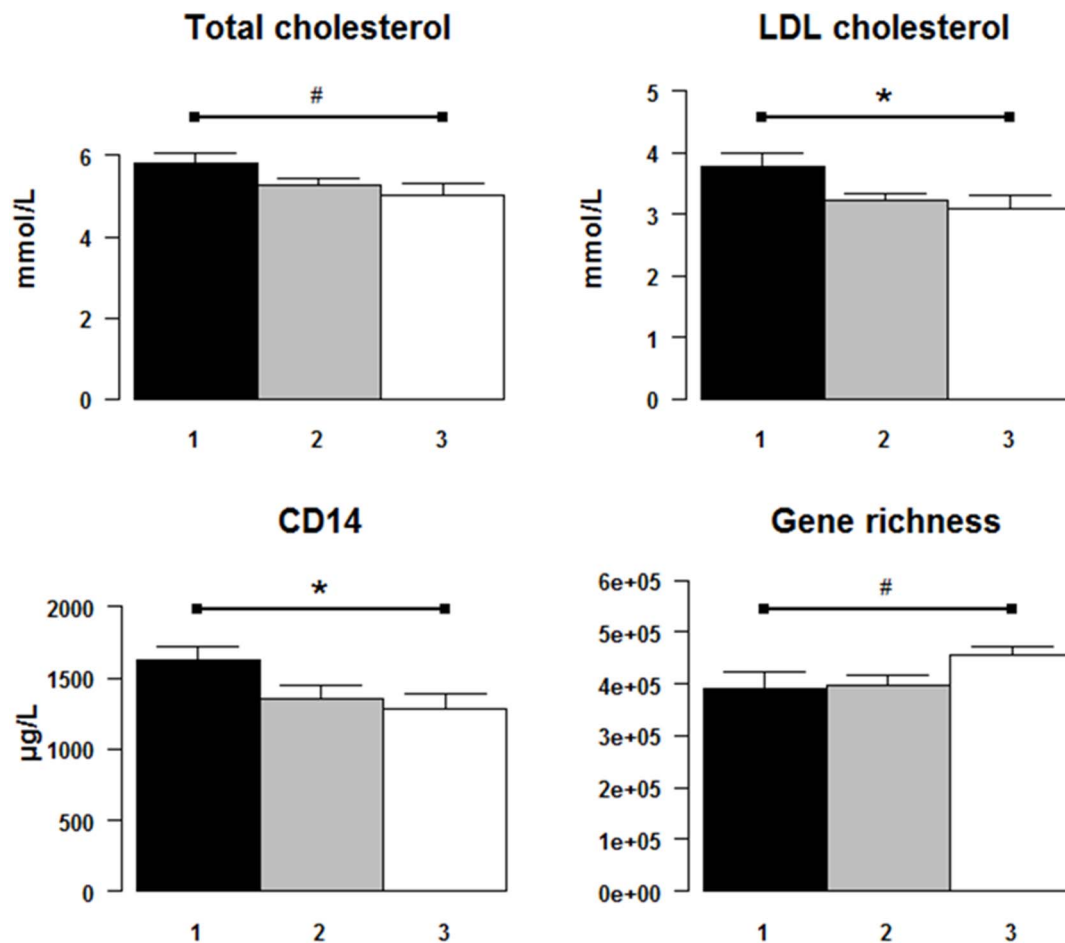 Total cholesterol
#
mmol/L
6
4
2
0
1 2 3
LDL cholesterol
*
mmol/L
5
4
3
2
1
0
1 2 3
CD14
*
µg/L
2000
1500
1000
500
0
1 2 3
Gene richness
#
6e+05
5e+05
4e+05
3e+05
2e+05
1e+05
0e+00
1 2 3